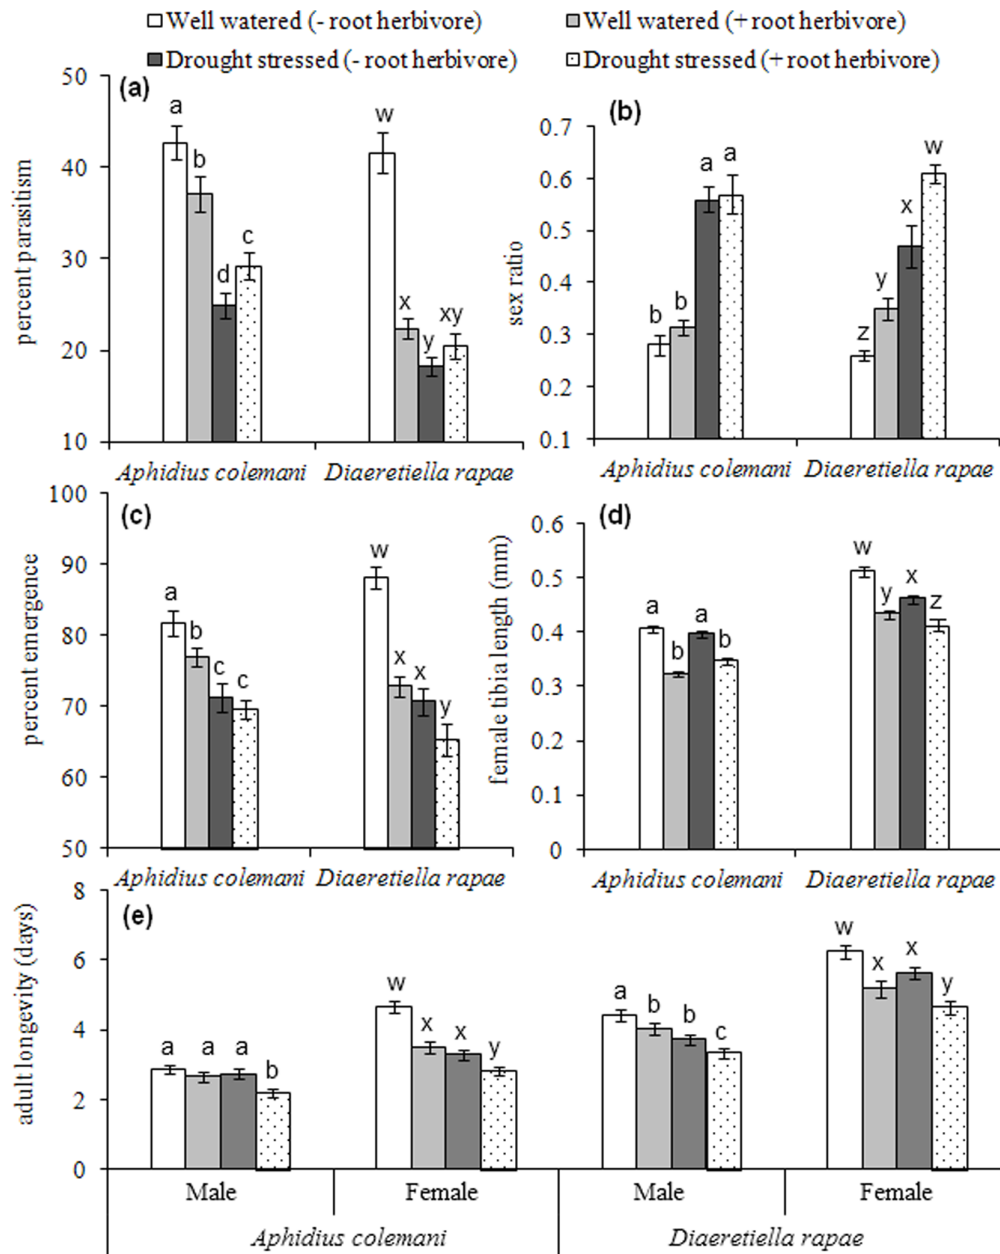 Well watered (- root herbivore) Well watered (+ root herbivore)
Drought stressed (- root herbivore) Drought stressed (+ root herbivore)
(a)
percent parasitism
50
40
30
20
10
a b d c w x y xy
Aphidius colemani Diaeretiella rapae
(b)
sex ratio
0.7
0.6
0.5
0.4
0.3
0.2
0.1
b b a a z y x w
Aphidius colemani Diaeretiella rapae
(c)
percent emergence
100
90
80
70
60
50
a b c c w x x y
Aphidius colemani Diaeretiella rapae
(d)
female tibia length (mm)
0.6
0.5
0.4
0.3
0.2
0.1
0
a b a b w y x z
Aphidius colemani Diaeretiella rapae
(e)
adult longevity (days)
8
6
4
2
0
a a a b w x x y a b b c w x x y
Male Female Male Female
Aphidius colemani Diaeretiella rapae